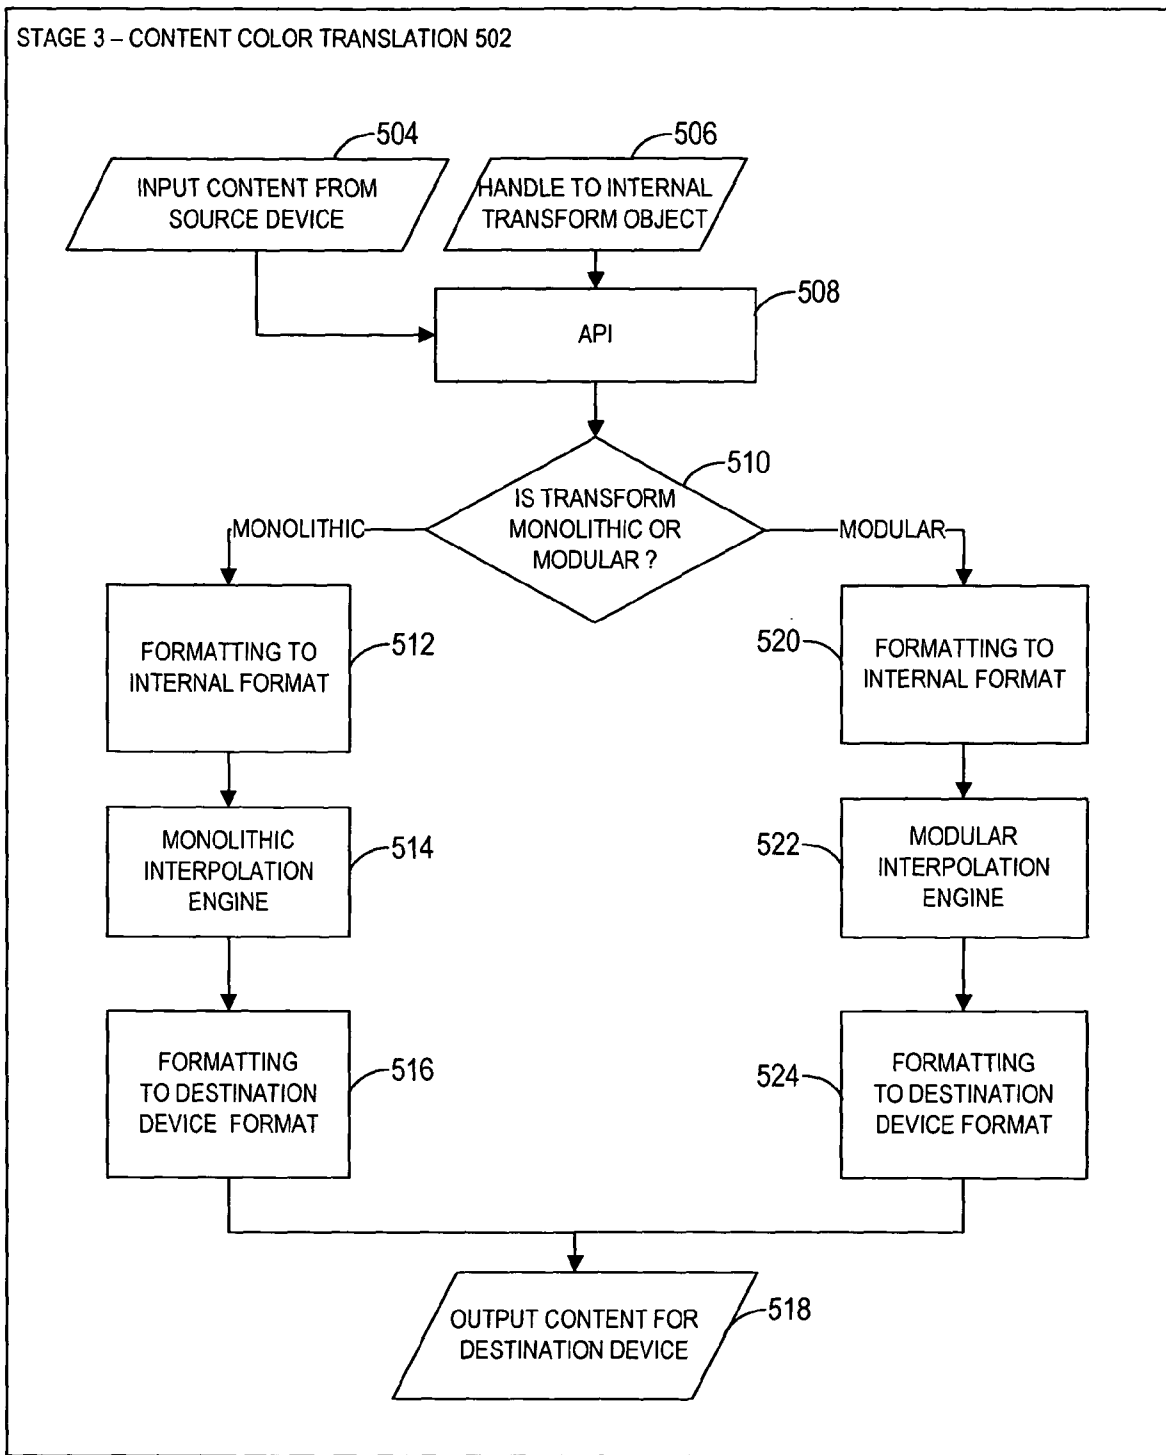 STAGE 3 – CONTENT COLOR TRANSLATION 502
504
506
INPUT CONTENT FROM
SOURCE DEVICE
HANDLE TO INTERNAL
TRANSFORM OBJECT
508
API
510
IS TRANSFORM
MONOLITHIC OR
MODULAR ?
MONOLITHIC
MODULAR
FORMATTING TO
INTERNAL FORMAT
512
520
FORMATTING TO
INTERNAL FORMAT
MONOLITHIC
INTERPOLATION
ENGINE
514
522
MODULAR
INTERPOLATION
ENGINE
FORMATTING
TO DESTINATION
DEVICE FORMAT
516
524
FORMATTING
TO DESTINATION
DEVICE FORMAT
OUTPUT CONTENT FOR
DESTINATION DEVICE
518